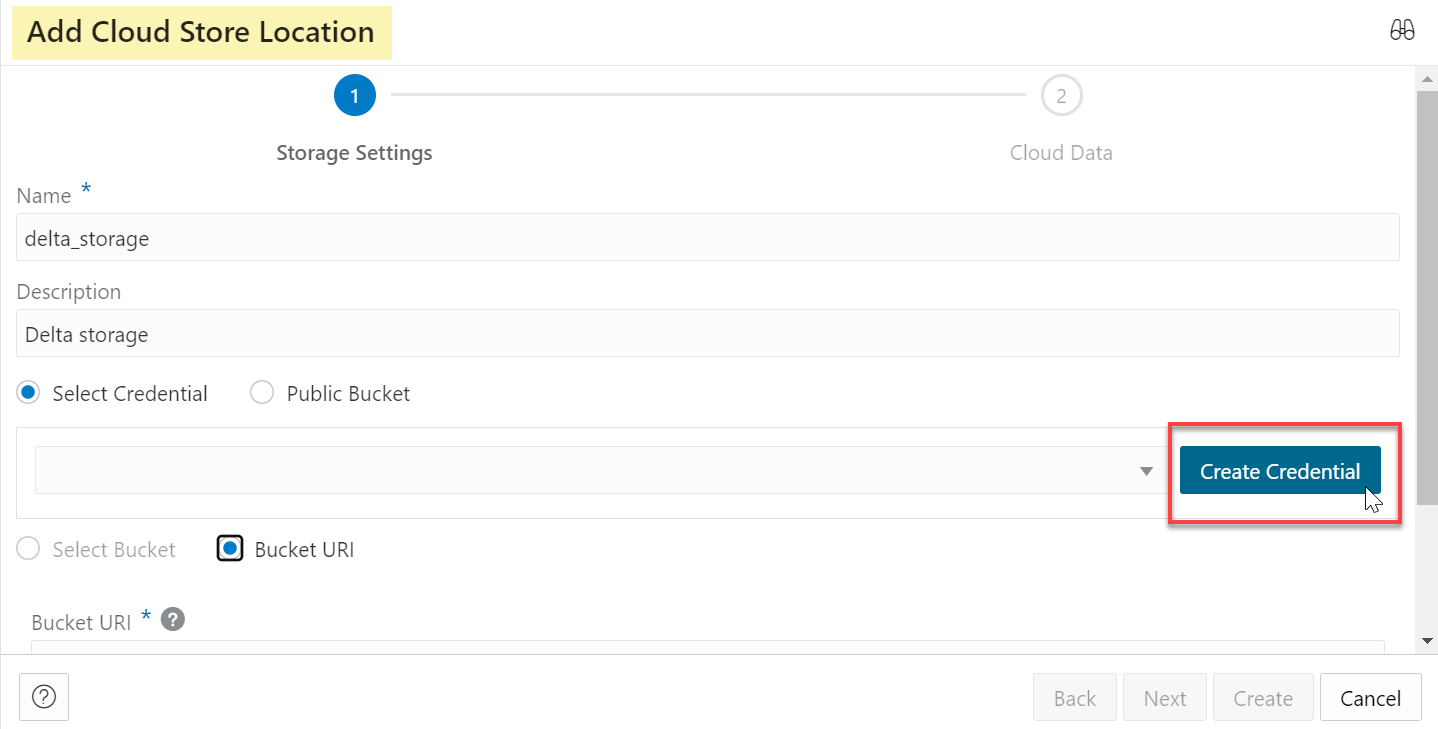 Add Cloud Store Location
1
2
Storage Settings
Cloud Data
Name *
delta_storage
Description
Delta storage
Select Credential
Public Bucket
Create Credential
Select Bucket
Bucket URI
Bucket URI * ?
?
Back
Next
Create
Cancel